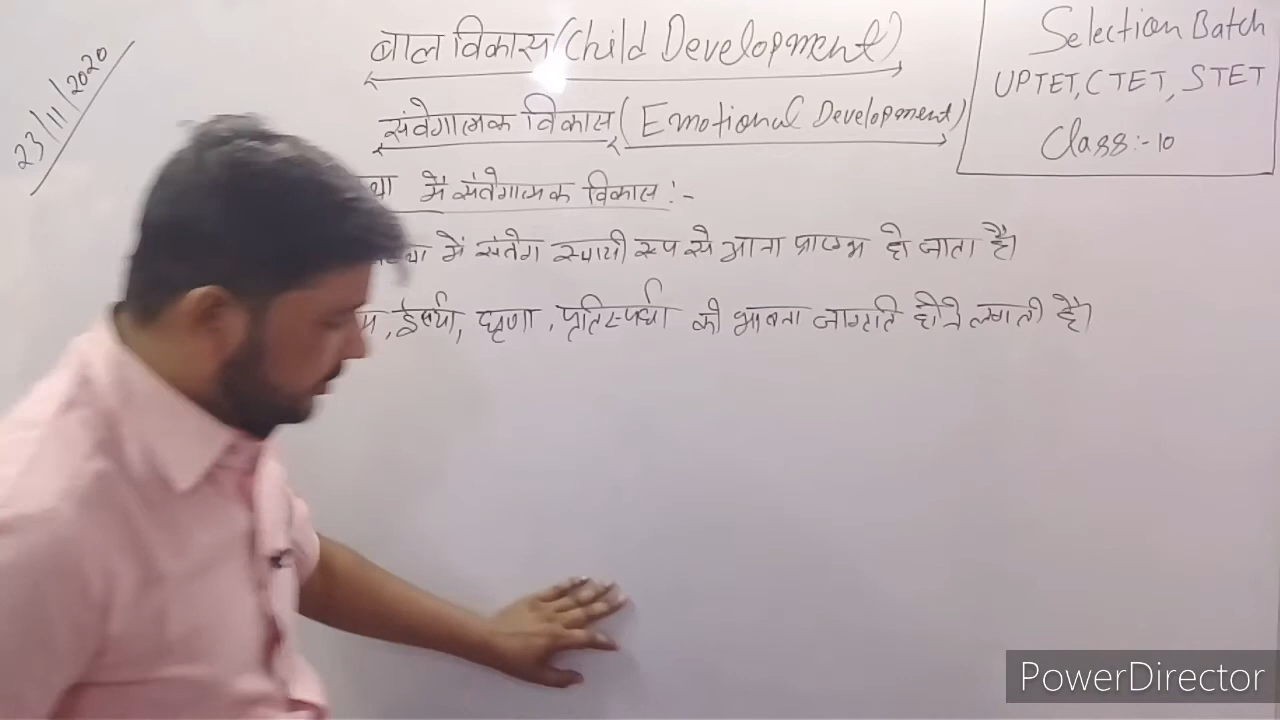 23/11/2020
बाल विकास (Child Development)
संवेगात्मक विकास (Emotional Development)
Selection Batch
UPTET, CTET, STET
Class:-10
में संवेगात्मक विकास :-
में संवेग स्थायी रूप से आना प्रारम्भ हो जाता है।
, ईर्ष्या, घृणा, प्रतिस्पर्धा की भावना जागृति होने लगती है।
PowerDirector